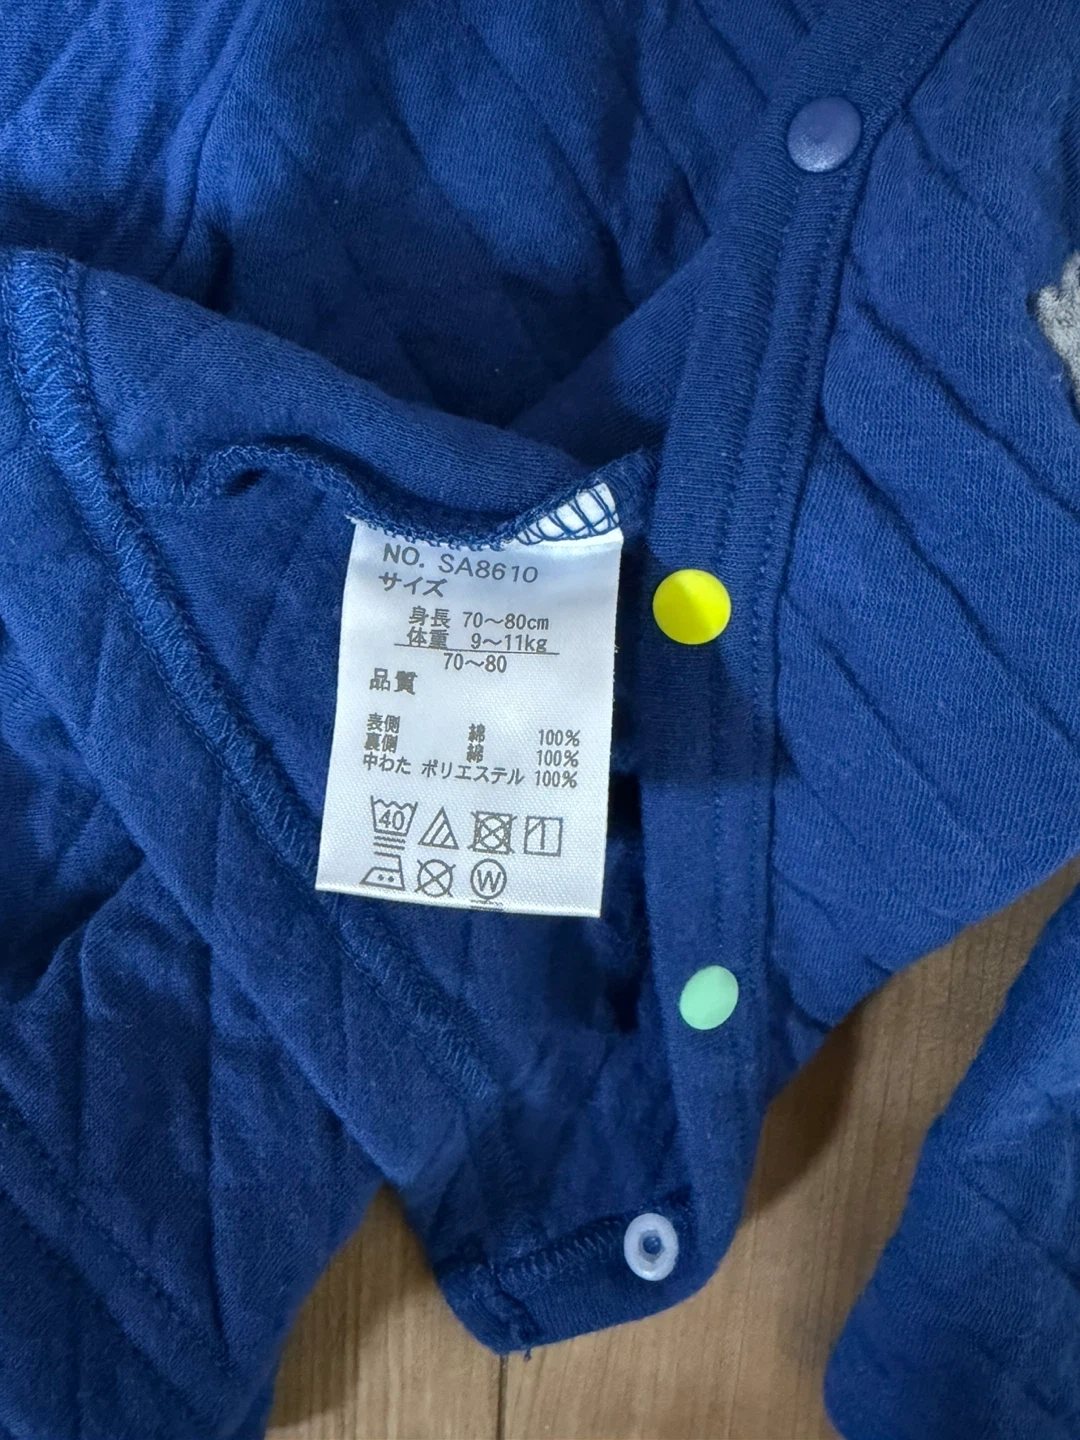 NO. SA8610
サイズ
身長 70～80cm
体重 9～11kg
70～80
品質
表側 綿 100%
裏側 綿 100%
中わた ポリエステル 100%
40
W